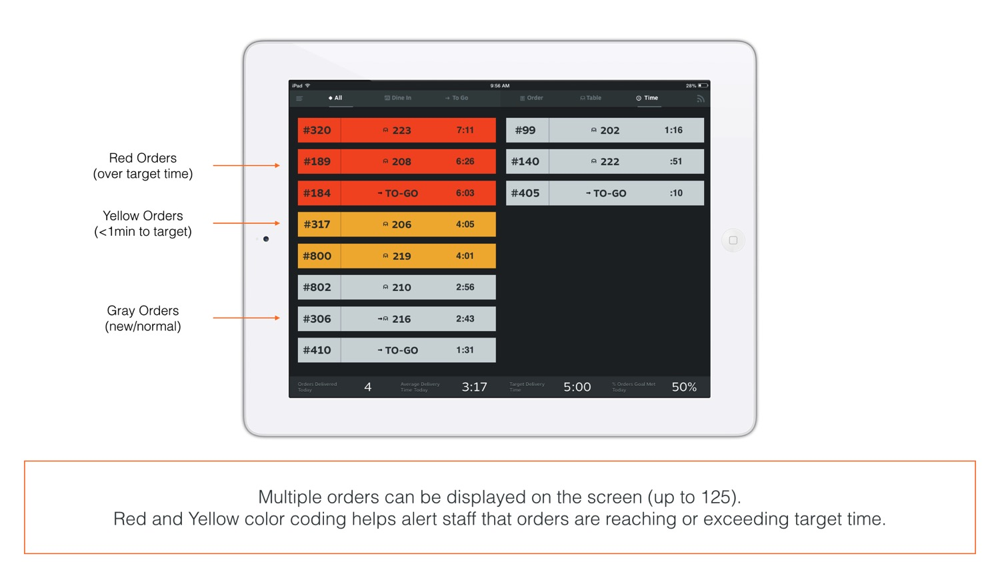 iPad
9:56 AM
28%
All
Dine In
To Go
Order
Table
Time
#320 223 7:11
#189 208 6:26
#184 → TO-GO 6:03
#317 206 4:05
#800 219 4:01
#802 210 2:56
#306 → 216 2:43
#410 → TO-GO 1:31
#99 202 1:16
#140 222 :51
#405 → TO-GO :10
Orders Delivered
Today
4
Average Delivery
Time Today
3:17
Target Delivery
Time
5:00
% Orders Goal Met
Today
50%
Red Orders
(over target time)
Yellow Orders
(<1min to target)
Gray Orders
(new/normal)
Multiple orders can be displayed on the screen (up to 125).
Red and Yellow color coding helps alert staff that orders are reaching or exceeding target time.